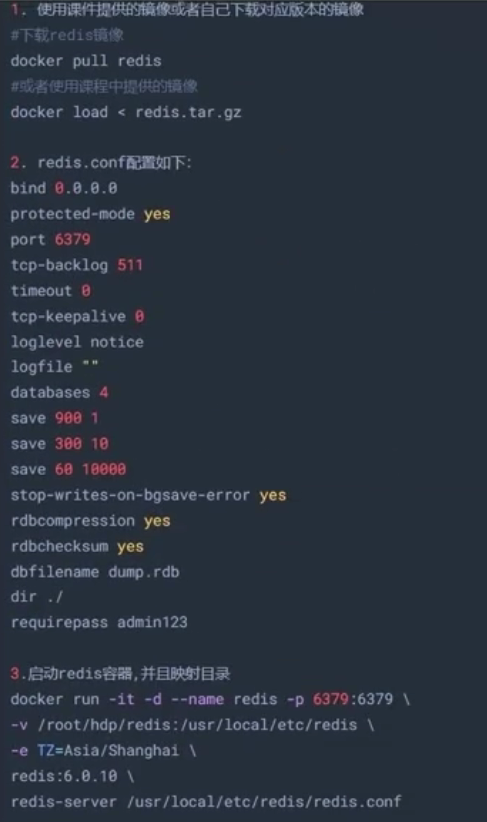 1. 使用课件提供的镜像或者自己下载对应版本的镜像
#下载redis镜像
docker pull redis
#或者使用课程中提供的镜像
docker load < redis.tar.gz
2. redis.conf配置如下:
bind 0.0.0.0
protected-mode yes
port 6379
tcp-backlog 511
timeout 0
tcp-keepalive 0
loglevel notice
logfile ""
databases 4
save 900 1
save 300 10
save 60 10000
stop-writes-on-bgsave-error yes
rdbcompression yes
rdbchecksum yes
dbfilename dump.rdb
dir ./
requirepass admin123
3.启动redis容器,并且映射目录
docker run -it -d --name redis -p 6379:6379 \
-v /root/hdp/redis:/usr/local/etc/redis \
-e TZ=Asia/Shanghai \
redis:6.0.10 \
redis-server /usr/local/etc/redis/redis.conf